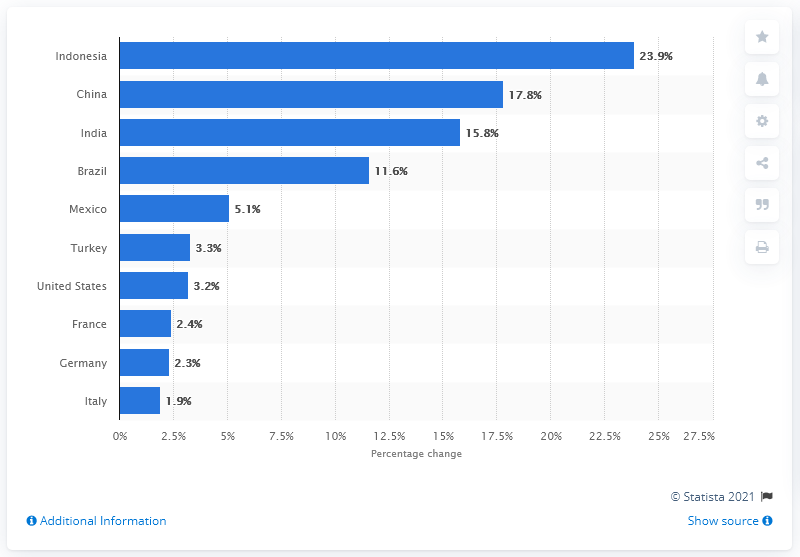 Indonesia 23.9%
China 17.8%
India 15.8%
Brazil 11.6%
Mexico 5.1%
Turkey 3.3%
United States 3.2%
France 2.4%
Germany 2.3%
Italy 1.9%
0% 2.5% 5% 7.5% 10% 12.5% 15% 17.5% 20% 22.5% 25% 27.5%
Percentage change
© Statista 2021
Additional Information Show source